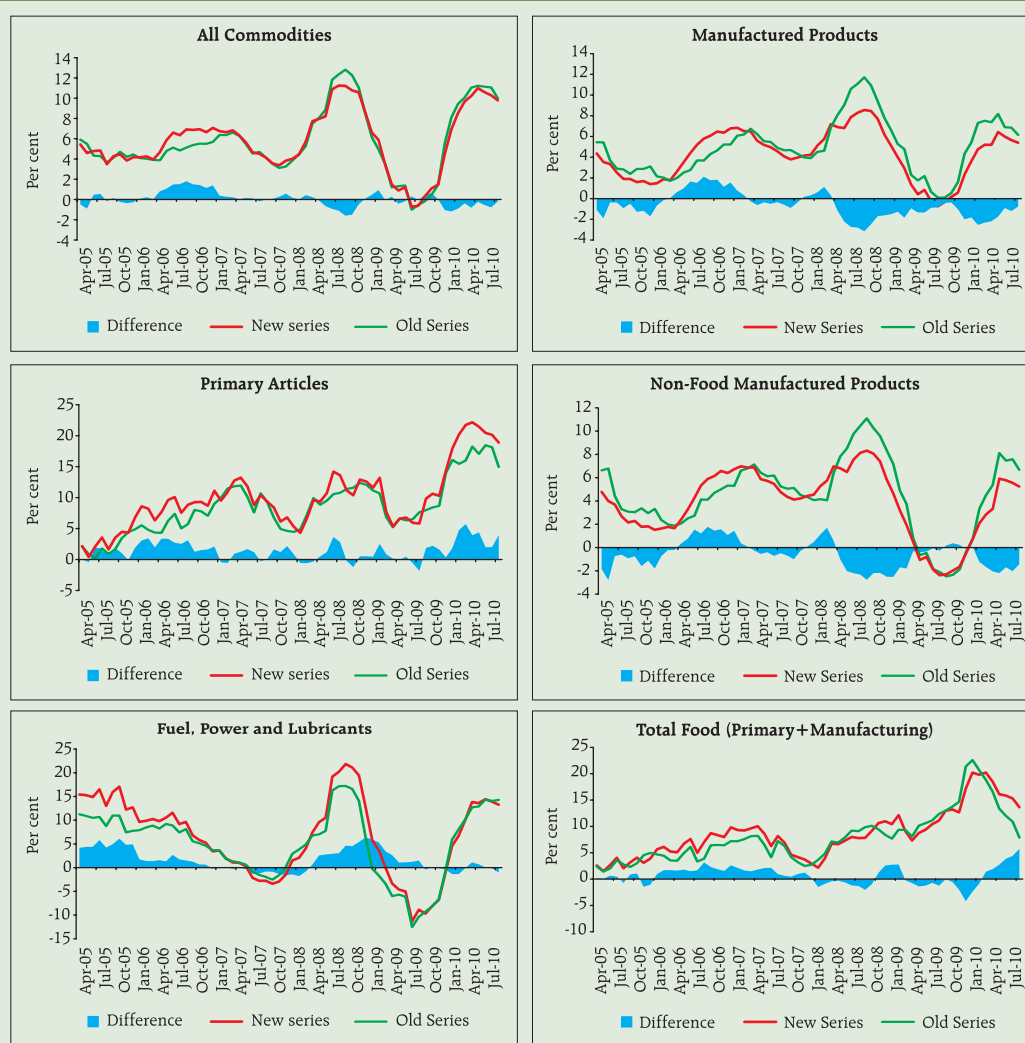 All Commodities
Per cent
14
12
10
8
6
4
2
0
-2
-4
Apr-05 Jul-05 Oct-05 Jan-06 Apr-06 Jul-06 Oct-06 Jan-07 Apr-07 Jul-07 Oct-07 Jan-08 Apr-08 Jul-08 Oct-08 Jan-09 Apr-09 Jul-09 Oct-09 Jan-10 Apr-10 Jul-10
Difference New series Old Series
Manufactured Products
Per cent
14
12
10
8
6
4
2
0
-2
-4
Apr-05 Jul-05 Oct-05 Jan-06 Apr-06 Jul-06 Oct-06 Jan-07 Apr-07 Jul-07 Oct-07 Jan-08 Apr-08 Jul-08 Oct-08 Jan-09 Apr-09 Jul-09 Oct-09 Jan-10 Apr-10 Jul-10
Difference New Series Old Series
Primary Articles
Per cent
25
20
15
10
5
0
-5
Apr-05 Jul-05 Oct-05 Jan-06 Apr-06 Jul-06 Oct-06 Jan-07 Apr-07 Jul-07 Oct-07 Jan-08 Apr-08 Jul-08 Oct-08 Jan-09 Apr-09 Jul-09 Oct-09 Jan-10 Apr-10 Jul-10
Difference New series Old Series
Non-Food Manufactured Products
Per cent
12
10
8
6
4
2
0
-2
-4
Apr-05 Jul-05 Oct-05 Jan-06 Apr-06 Jul-06 Oct-06 Jan-07 Apr-07 Jul-07 Oct-07 Jan-08 Apr-08 Jul-08 Oct-08 Jan-09 Apr-09 Jul-09 Oct-09 Jan-10 Apr-10 Jul-10
Difference New Series Old Series
Fuel, Power and Lubricants
Per cent
25
20
15
10
5
0
-5
-10
-15
Apr-05 Jul-05 Oct-05 Jan-06 Apr-06 Jul-06 Oct-06 Jan-07 Apr-07 Jul-07 Oct-07 Jan-08 Apr-08 Jul-08 Oct-08 Jan-09 Apr-09 Jul-09 Oct-09 Jan-10 Apr-10 Jul-10
Difference New series Old Series
Total Food (Primary+Manufacturing)
Per cent
25
20
15
10
5
0
-5
-10
Apr-05 Jul-05 Oct-05 Jan-06 Apr-06 Jul-06 Oct-06 Jan-07 Apr-07 Jul-07 Oct-07 Jan-08 Apr-08 Jul-08 Oct-08 Jan-09 Apr-09 Jul-09 Oct-09 Jan-10 Apr-10 Jul-10
Difference New Series Old Series